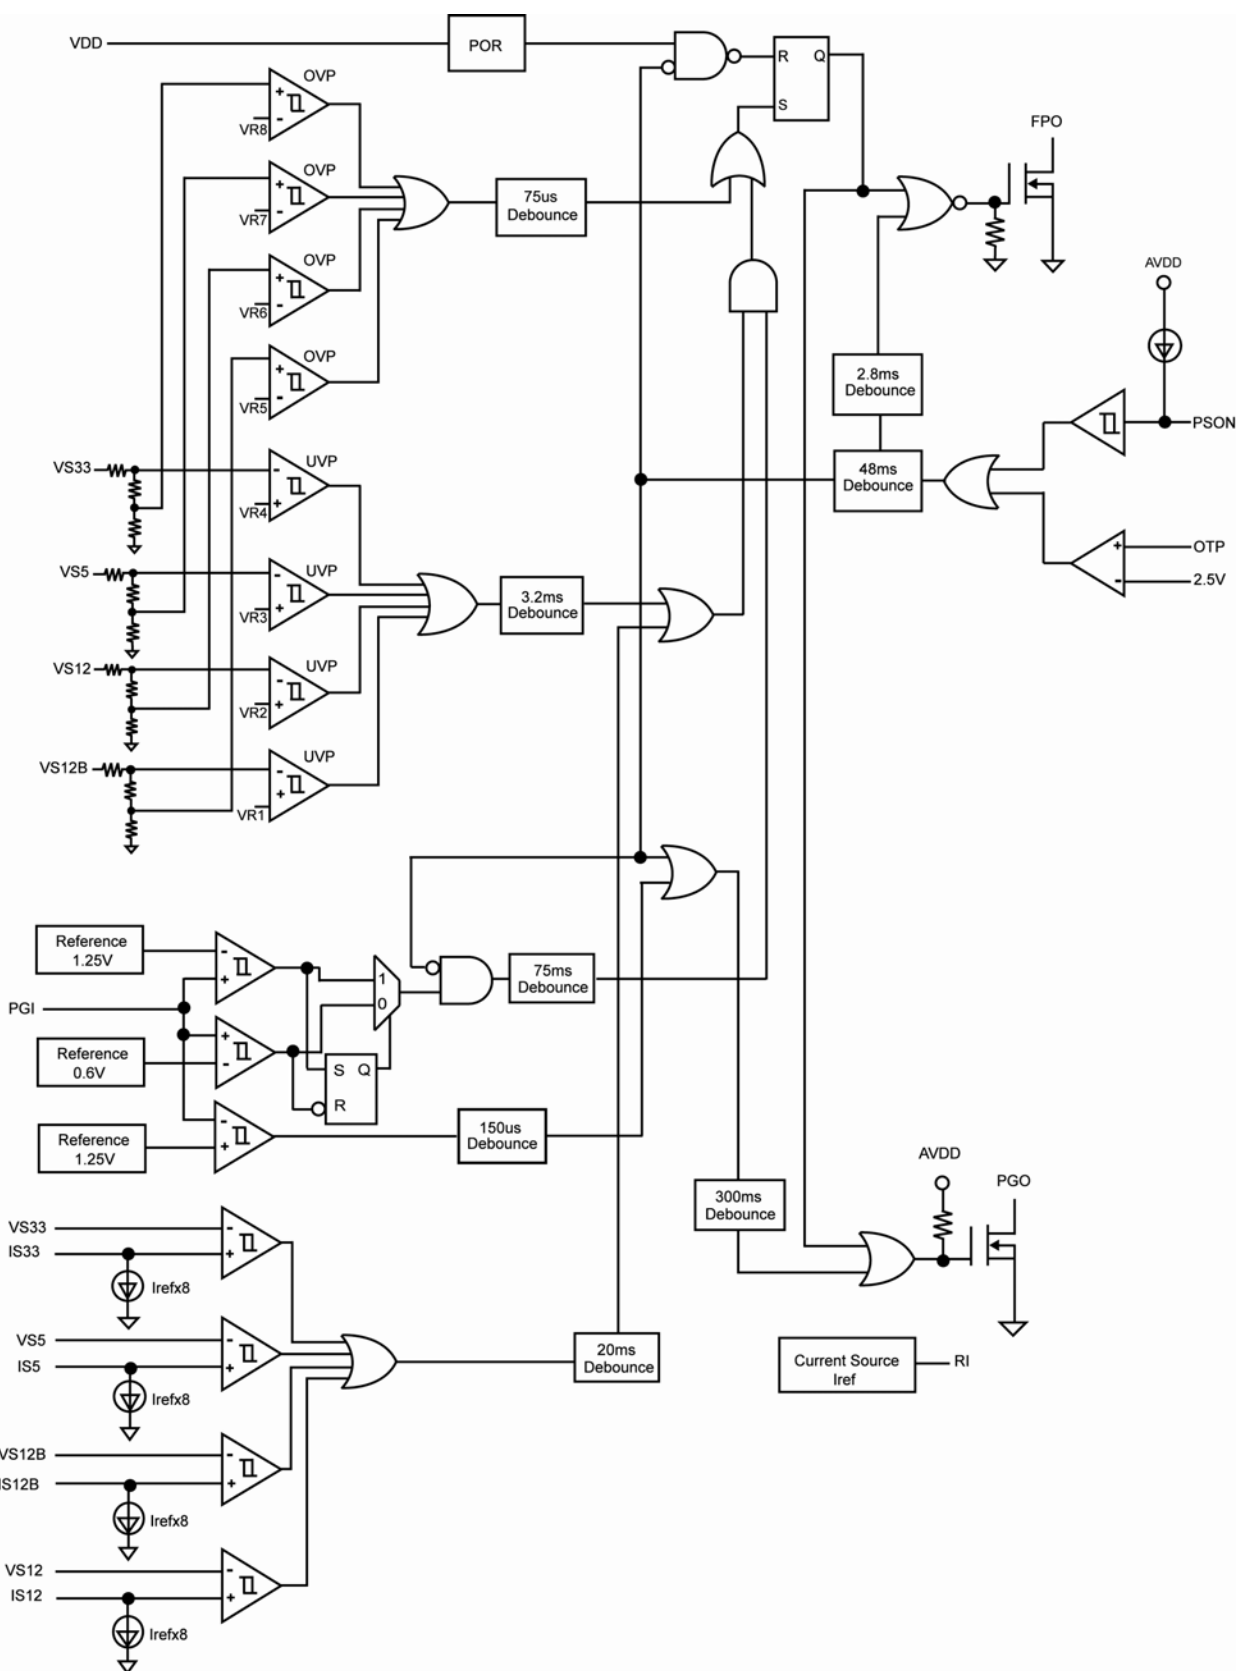 VDD
POR
R
Q
S
OVP
+
-
VR8
OVP
+
-
VR7
OVP
+
-
VR6
OVP
+
-
VR5
75us
Debounce
FPO
AVDD
2.8ms
Debounce
PSON
48ms
Debounce
+
OTP
-
2.5V
VS33
UVP
-
+
VR4
VS5
UVP
-
+
VR3
VS12
UVP
-
+
VR2
VS12B
UVP
-
+
VR1
3.2ms
Debounce
Reference
1.25V
-
+
PGI
Reference
0.6V
+
-
Reference
1.25V
-
+
1
0
S Q
R
75ms
Debounce
150us
Debounce
300ms
Debounce
AVDD
PGO
VS33
-
IS33
+
Irefx8
VS5
-
IS5
+
Irefx8
VS12B
-
IS12B
+
Irefx8
VS12
-
IS12
+
Irefx8
20ms
Debounce
Current Source
Iref
RI